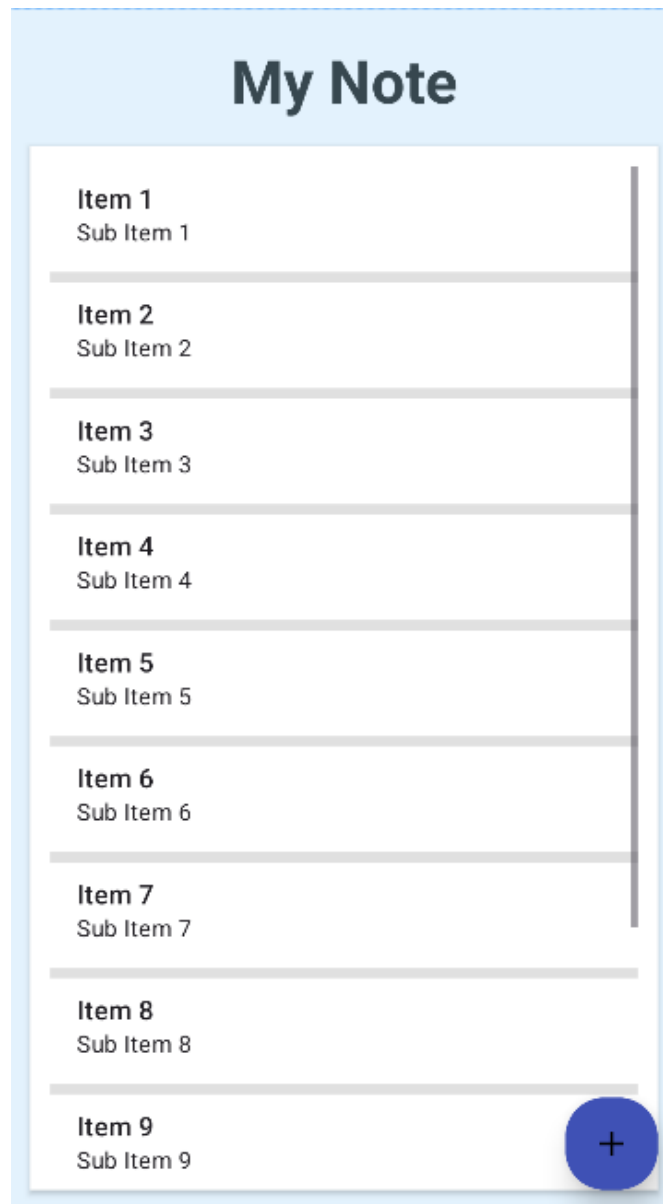 My Note
Item 1
Sub Item 1
Item 2
Sub Item 2
Item 3
Sub Item 3
Item 4
Sub Item 4
Item 5
Sub Item 5
Item 6
Sub Item 6
Item 7
Sub Item 7
Item 8
Sub Item 8
Item 9
Sub Item 9
+